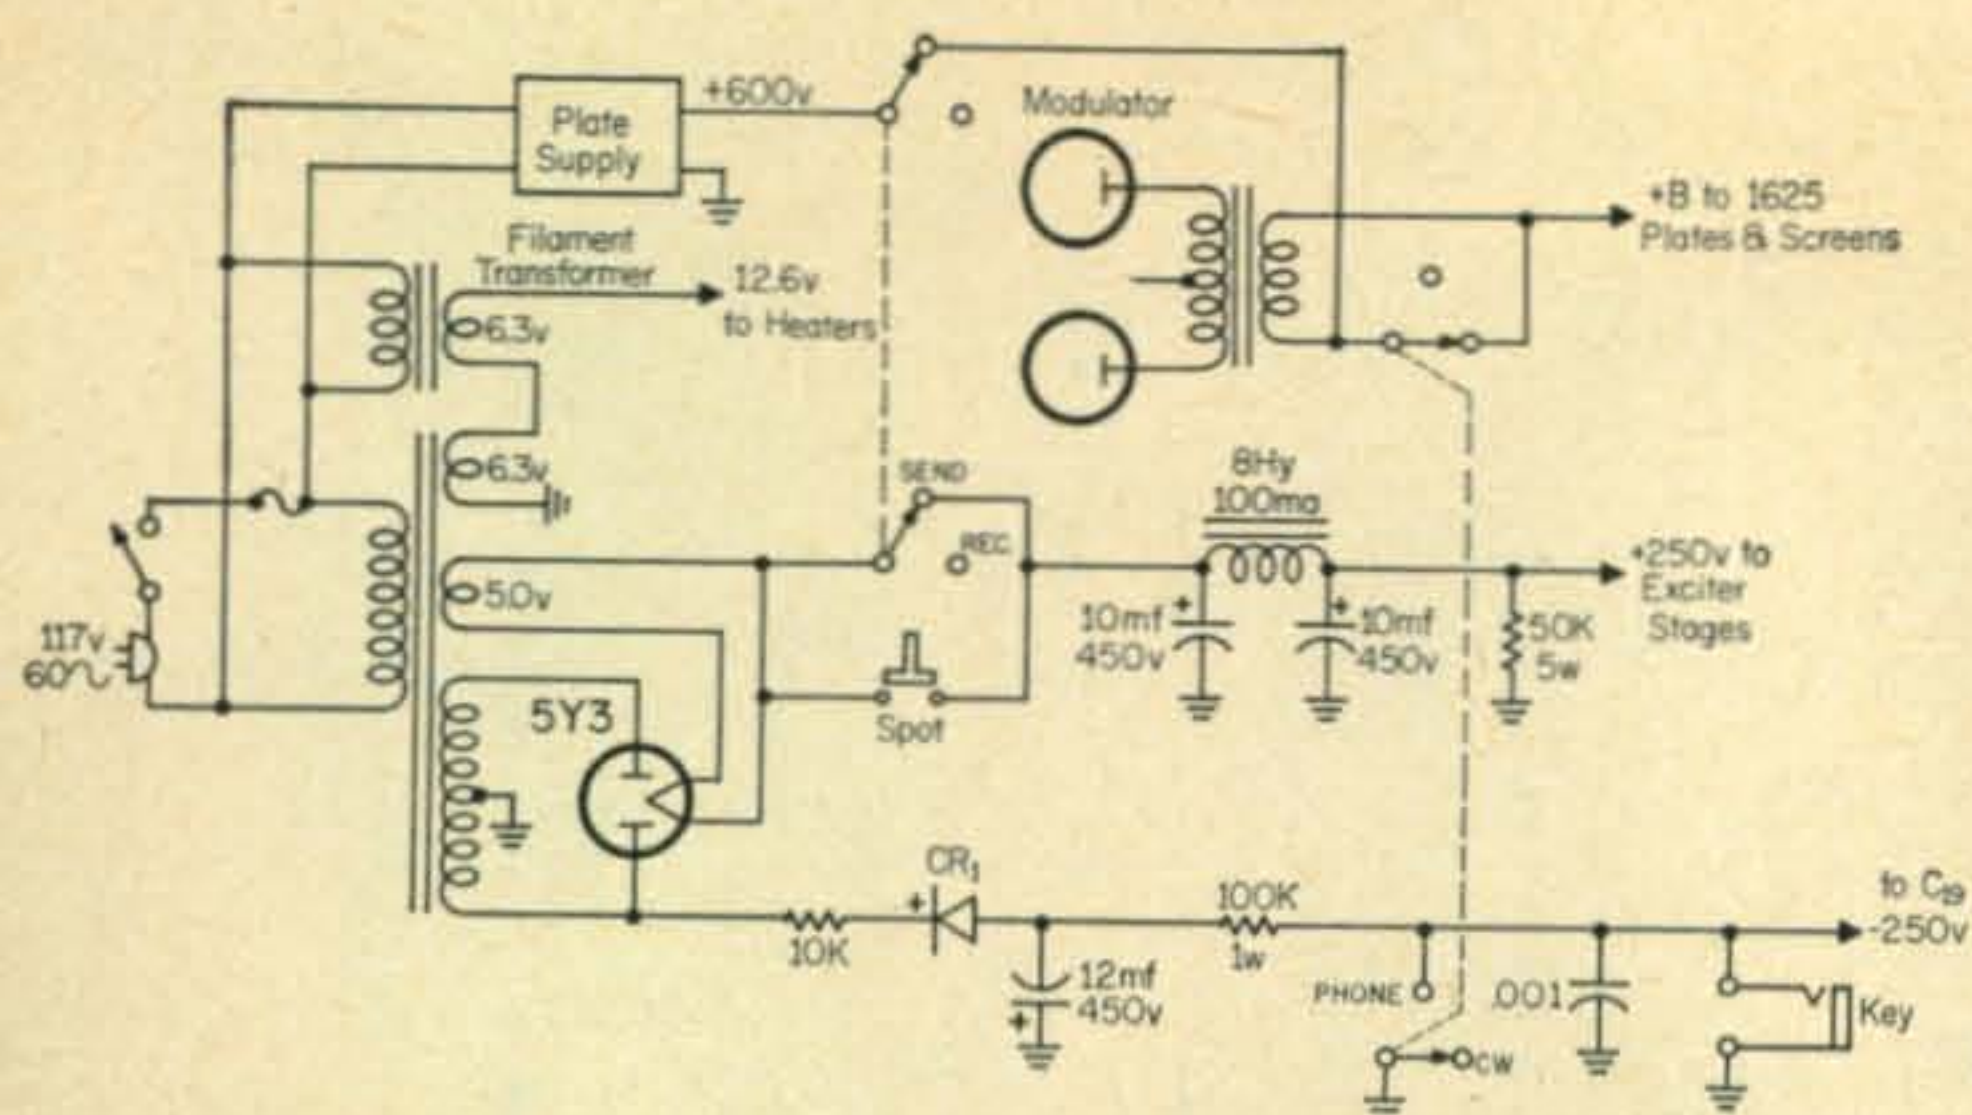 +600v
Plate
Supply
Modulator
+B to 1625
Plates & Screens
Filament
Transformer
12.6v
to Heaters
6.3v
6.3v
SEND
REC
8Hy
100ma
+250v to
Exciter
Stages
5.0v
10mf
450v
+
+
10mf
450v
50K
5w
117v
60~
5Y3
Spot
CR1
+
10K
100K
1w
to C29
-250v
12mf
450v
+
PHONE
.001
Key
CW